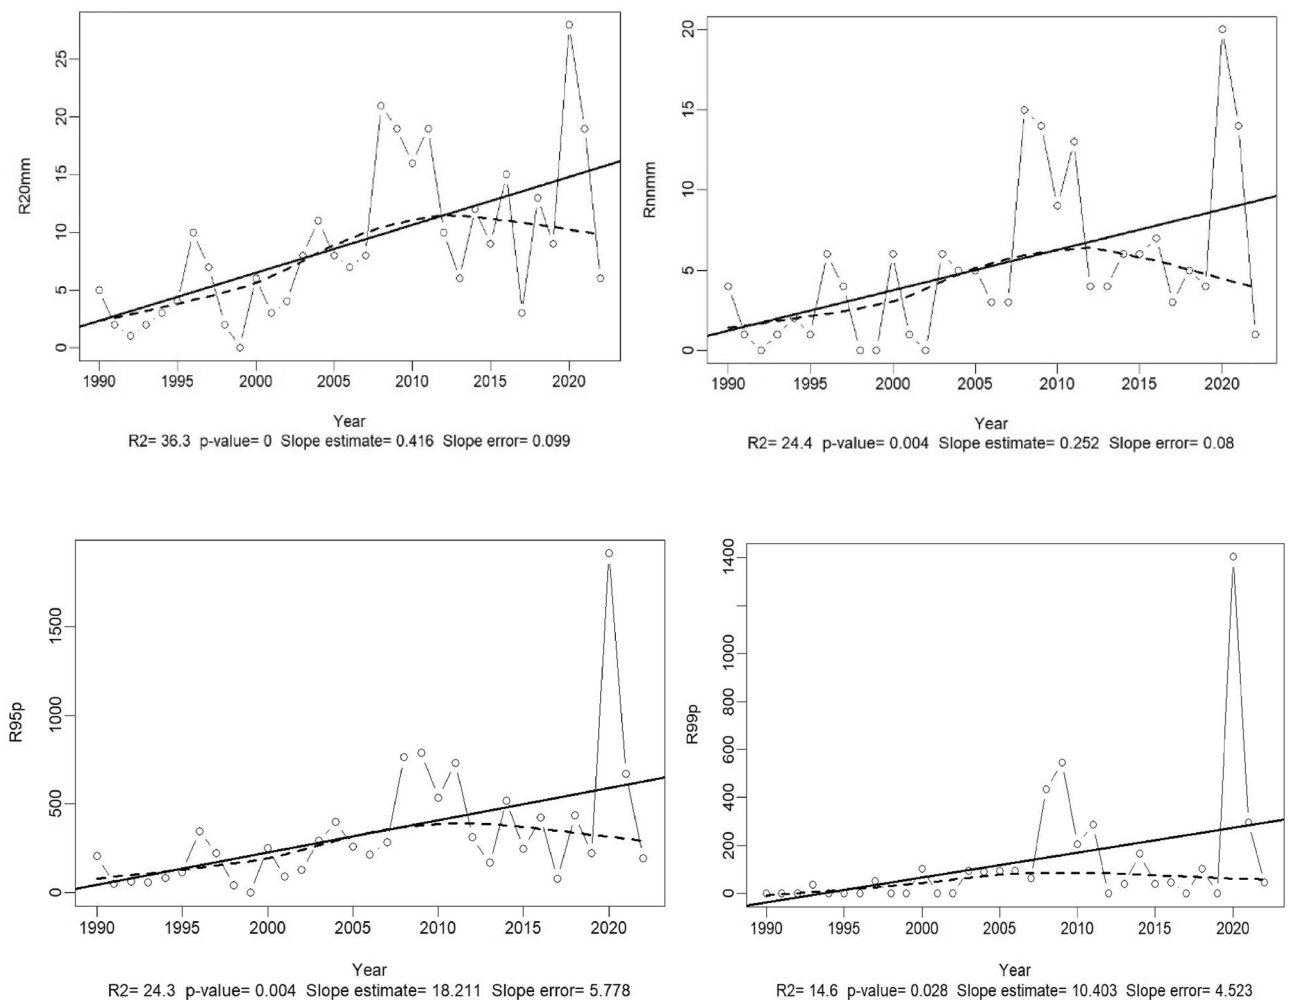 R20mm
25
20
15
10
5
0
1990 1995 2000 2005 2010 2015 2020
Year
R2= 36.3 p-value= 0 Slope estimate= 0.416 Slope error= 0.099
Rnnmm
20
15
10
5
0
1990 1995 2000 2005 2010 2015 2020
Year
R2= 24.4 p-value= 0.004 Slope estimate= 0.252 Slope error= 0.08
R95p
1500
1000
500
0
1990 1995 2000 2005 2010 2015 2020
Year
R2= 24.3 p-value= 0.004 Slope estimate= 18.211 Slope error= 5.778
R99p
1400
1000
800
600
400
200
0
1990 1995 2000 2005 2010 2015 2020
Year
R2= 14.6 p-value= 0.028 Slope estimate= 10.403 Slope error= 4.523